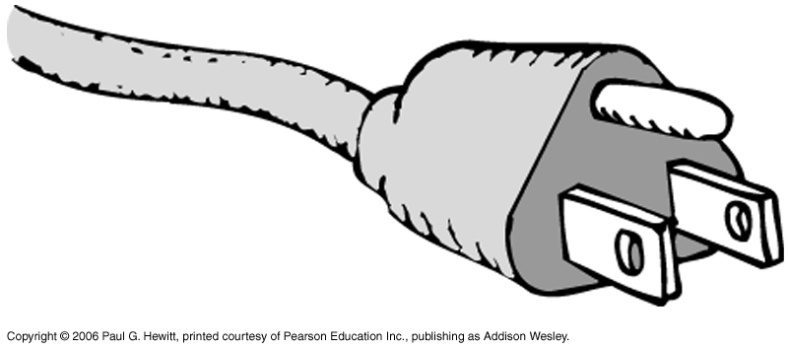 Copyright © 2006 Paul G. Hewitt, printed courtesy of Pearson Education Inc., publishing as Addison Wesley.